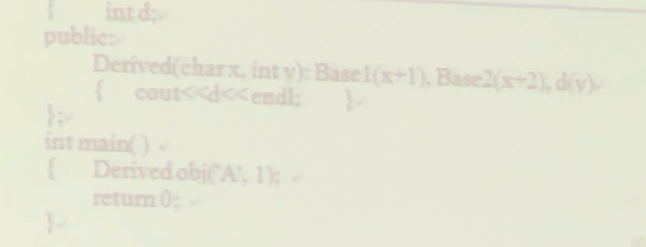 { int d;
public:
Derived(char x, int v): Base1(x+1), Base2(x+2), d(v)
{ cout<<d<<endl; }
};
int main()
{ Derived obj('A', 1);
return 0;
}